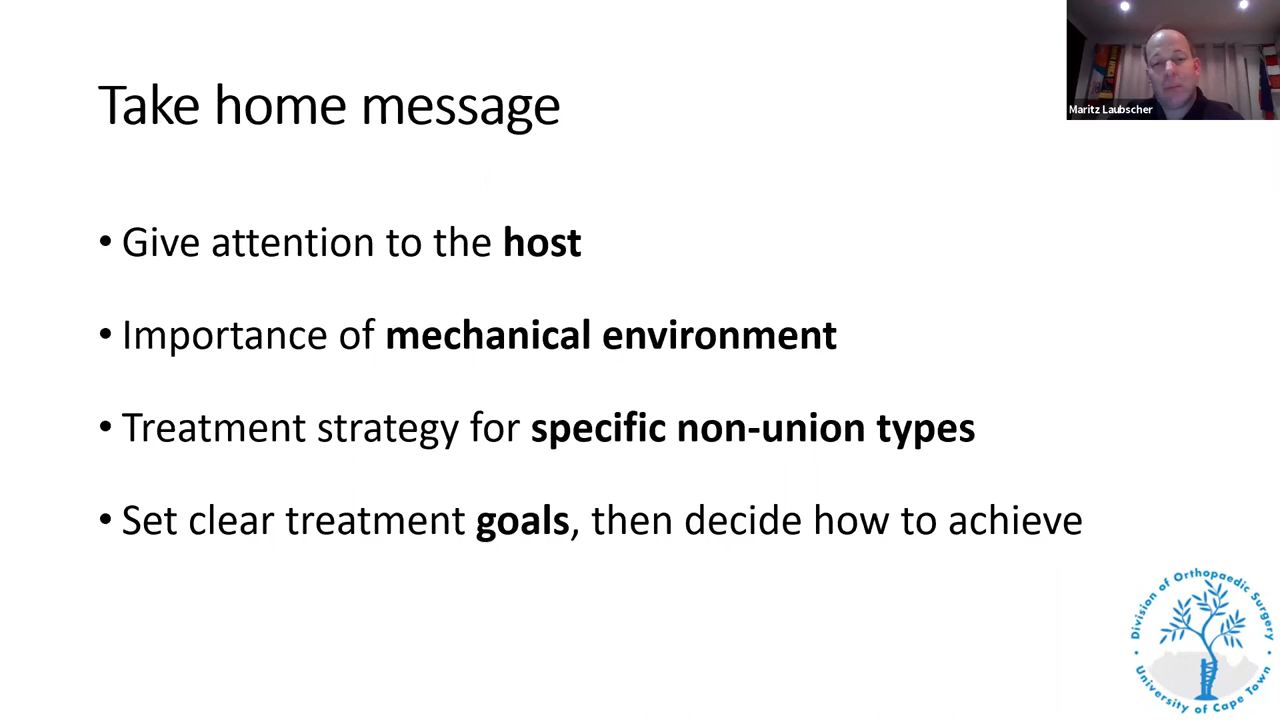 Take home message
Maritz Laubscher
• Give attention to the host
• Importance of mechanical environment
• Treatment strategy for specific non-union types
• Set clear treatment goals, then decide how to achieve
Division of Orthopaedic Surgery
University of Cape Town